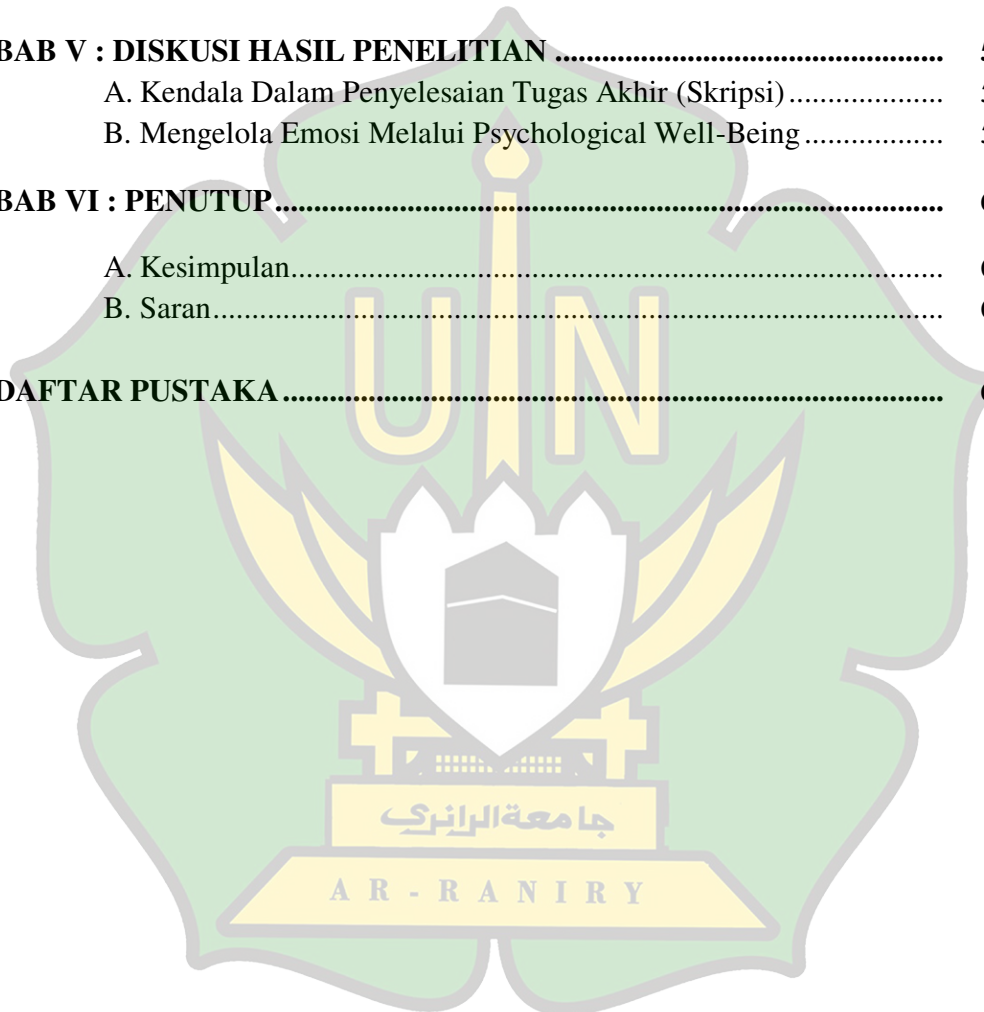 BAB V : DISKUSI HASIL PENELITIAN ................................................
A. Kendala Dalam Penyelesaian Tugas Akhir (Skripsi) ...................
B. Mengelola Emosi Melalui Psychological Well-Being ..................
BAB VI : PENUTUP ...................................................................................
A. Kesimpulan .................................................................................
B. Saran ...........................................................................................
DAFTAR PUSTAKA ..................................................................................
UIN
جامعة الرانري
AR-RANIRY